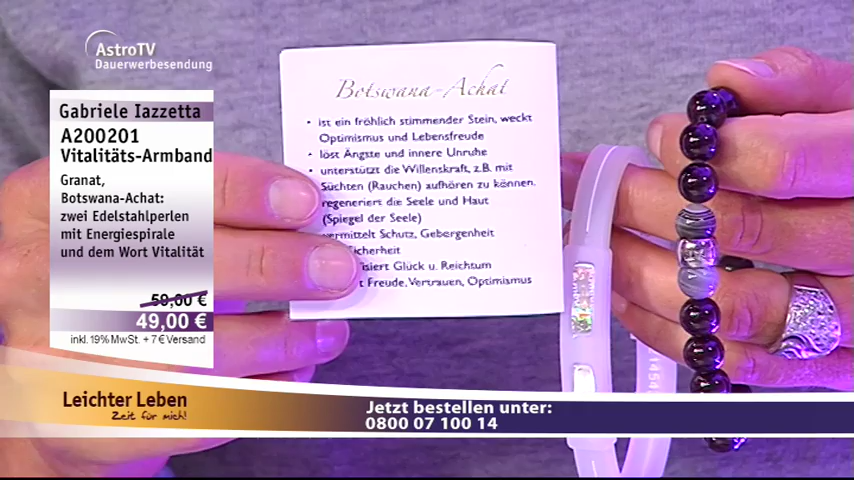 AstroTV
Dauerwerbesendung
Gabriele Iazzetta
A200201
Vitalitäts-Armband
Granat,
Botswana-Achat:
zwei Edelstahlperlen
mit Energiespirale
und dem Wort Vitalität
59,00 €
49,00 €
inkl. 19% MwSt. + 7 € Versand
Botswana-Achat
• ist ein fröhlich stimmender Stein, weckt
Optimismus und Lebensfreude
• löst Ängste und innere Unruhe
• unterstützt die Willenskraft, z.B. mit
Süchten (Rauchen) aufhören zu können.
regeneriert die Seele und Haut
(Spiegel der Seele)
vermittelt Schutz, Geborgenheit
Sicherheit
Glück u. Reichtum
Freude, Vertrauen, Optimismus
Leichter Leben
Zeit für mich!
Jetzt bestellen unter:
0800 07 100 14